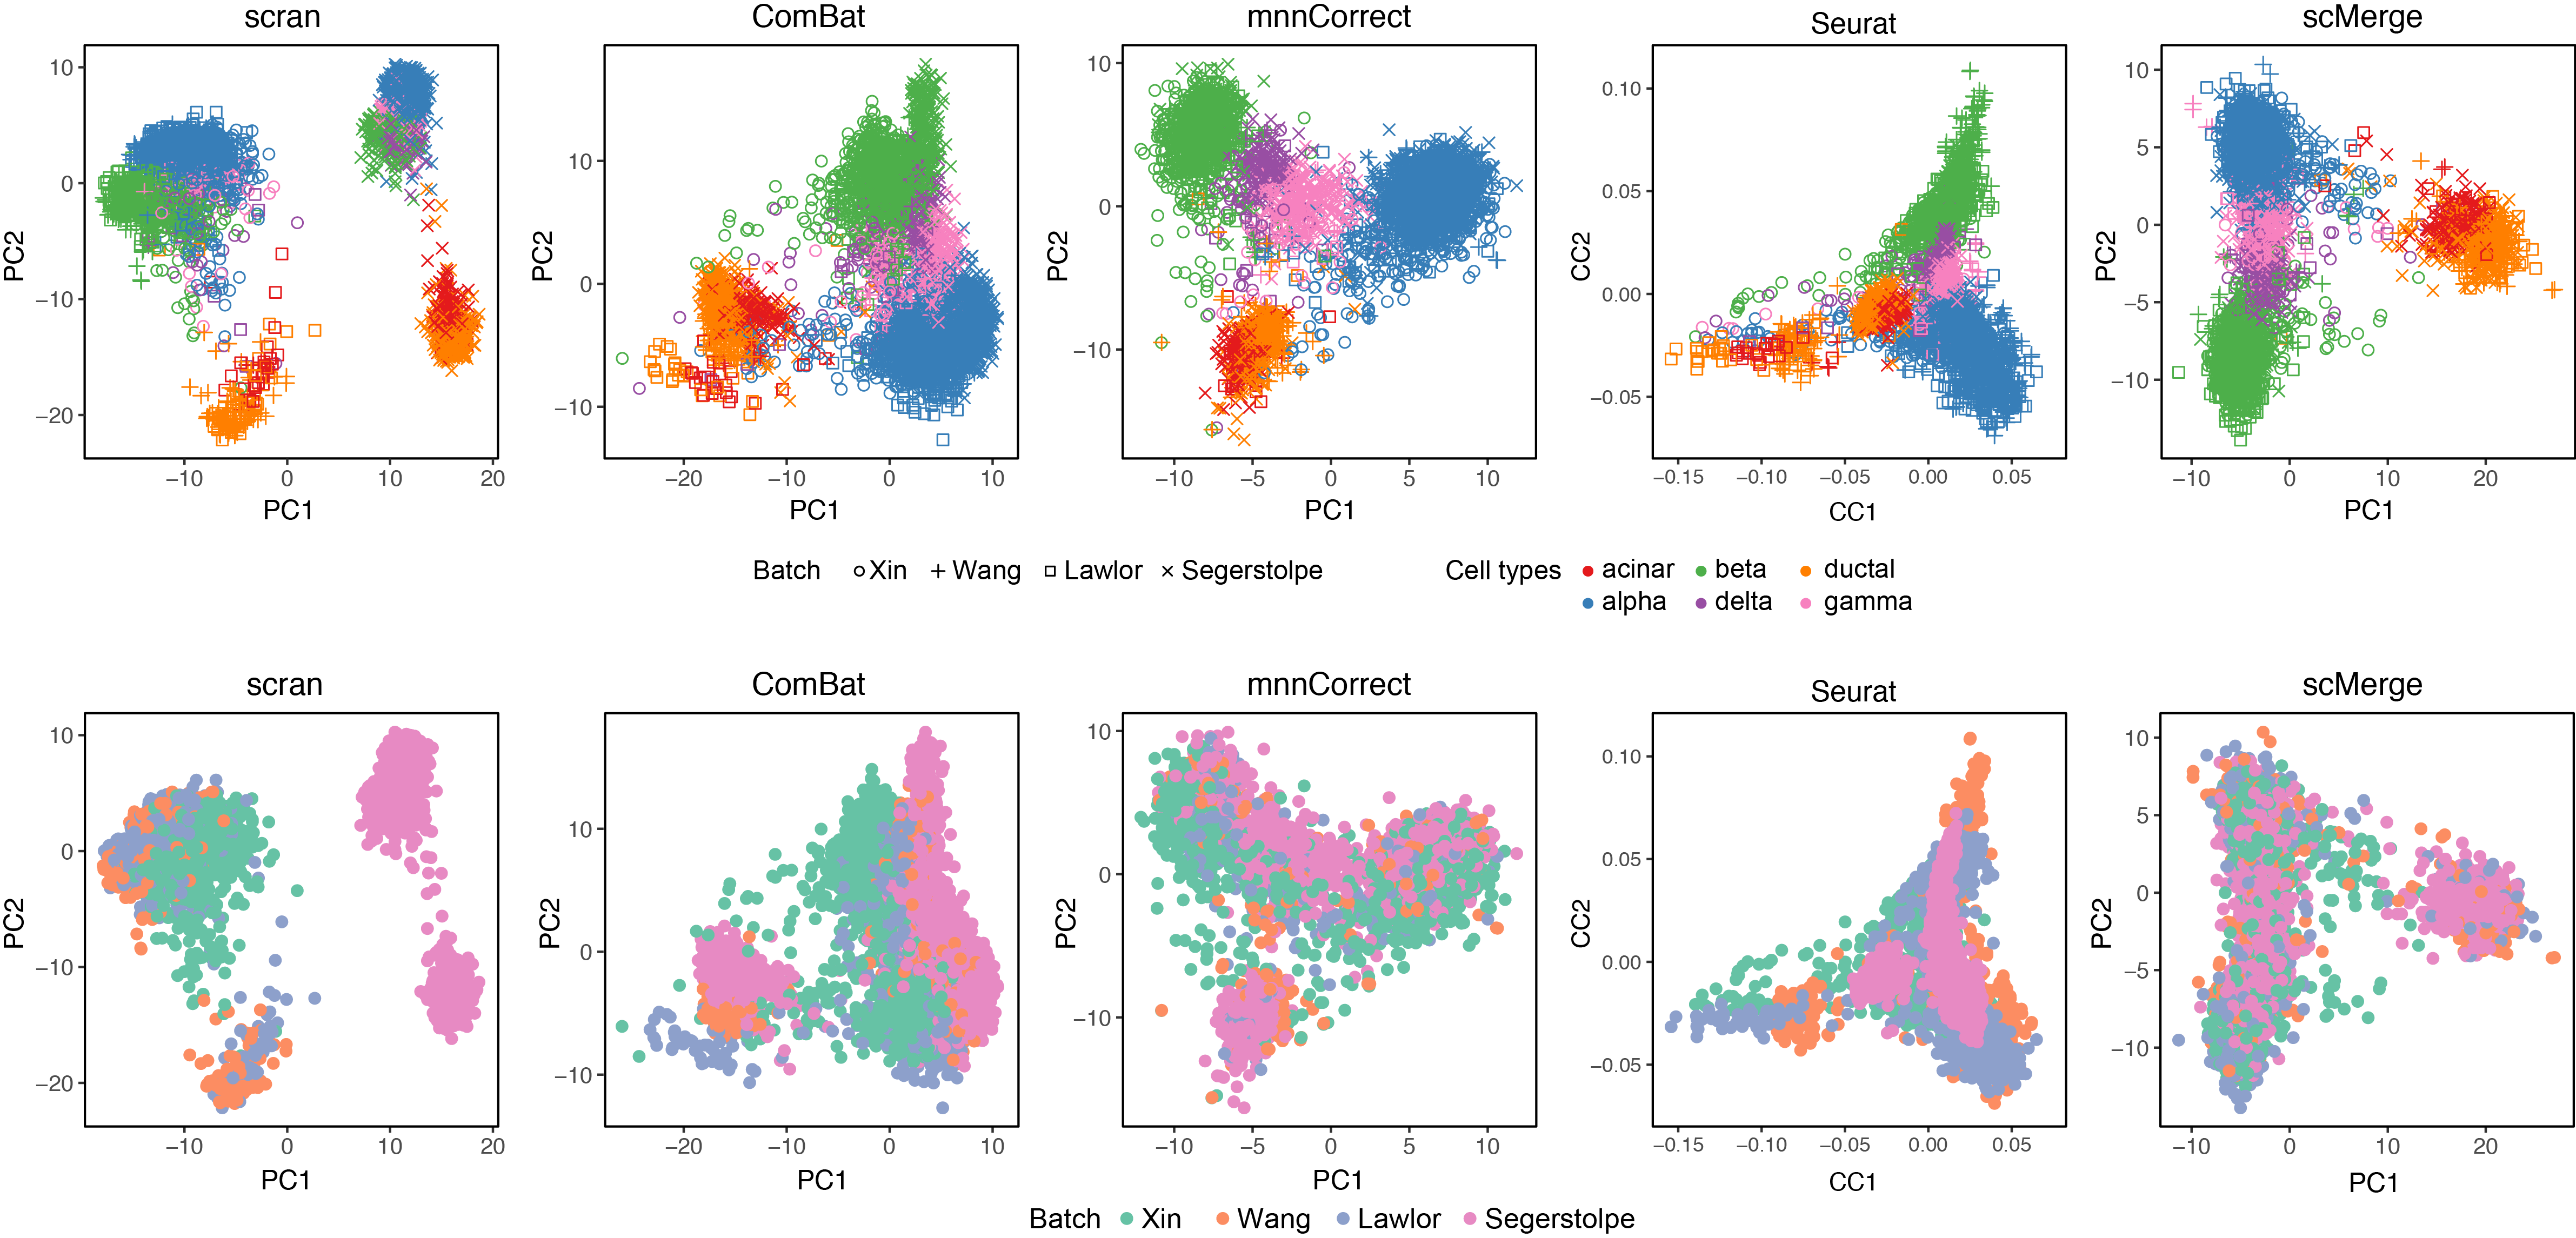 scran ComBat mnnCorrect Seurat scMerge
10 0 −10 −20
PC2
−10 0 10 20
PC1
10 0 −10
PC2
−20 −10 0 10
PC1
10 0 −10
PC2
−10 −5 0 5 10
PC1
0.10 0.05 0.00 −0.05
CC2
−0.15 −0.10 −0.05 0.00 0.05
CC1
10 5 0 −5 −10
PC2
−10 0 10 20
PC1
Batch Xin Wang Lawlor Segerstolpe
Cell types acinar beta ductal
alpha delta gamma
scran ComBat mnnCorrect Seurat scMerge
10 0 −10 −20
PC2
−10 0 10 20
PC1
10 0 −10
PC2
−20 −10 0 10
PC1
10 0 −10
PC2
−10 −5 0 5 10
PC1
0.10 0.05 0.00 −0.05
CC2
−0.15 −0.10 −0.05 0.00 0.05
CC1
10 5 0 −5 −10
PC2
−10 0 10 20
PC1
Batch Xin Wang Lawlor Segerstolpe